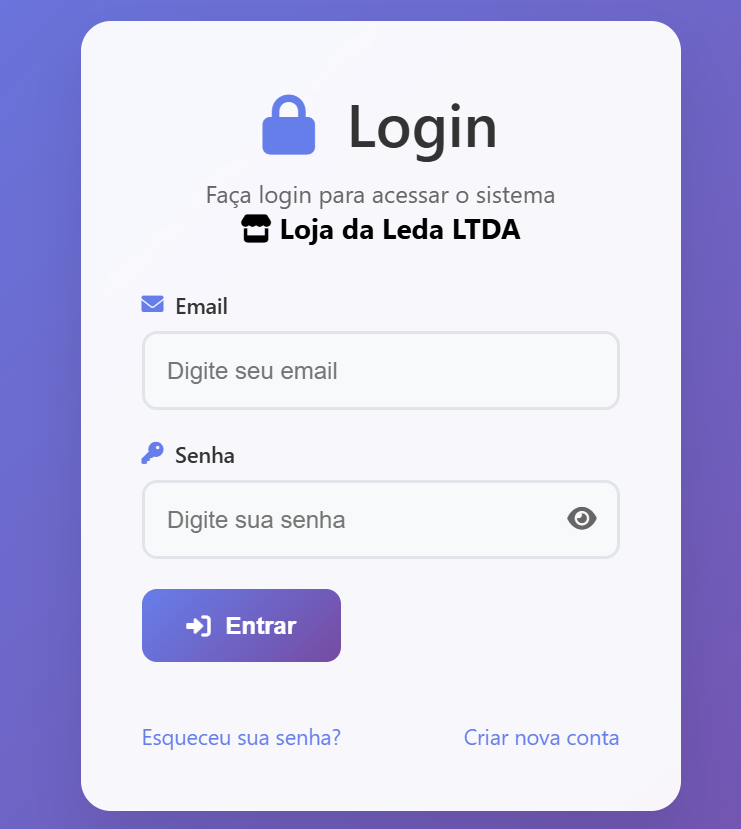 Login
Faça login para acessar o sistema
Loja da Leda LTDA
Email
Digite seu email
Senha
Digite sua senha
Entrar
Esqueceu sua senha? Criar nova conta